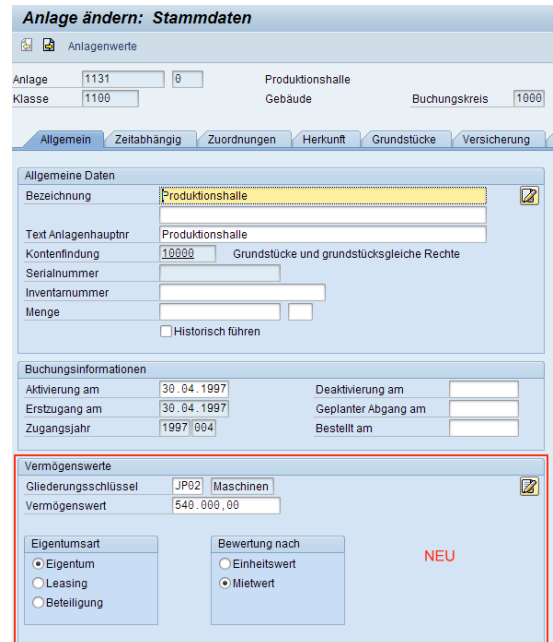 Anlage ändern: Stammdaten
Anlagenwerte
Anlage 1131 0 Produktionshalle
Klasse 1100 Gebäude Buchungskreis 1000
Allgemein Zeitabhängig Zuordnungen Herkunft Grundstücke Versicherung
Allgemeine Daten
Bezeichnung Produktionshalle
Text Anlagenhauptnr Produktionshalle
Kontenfindung 10000 Grundstücke und grundstücksgleiche Rechte
Serialnummer
Inventarnummer
Menge
Historisch führen
Buchungsinformationen
Aktivierung am 30.04.1997 Deaktivierung am
Erstzugang am 30.04.1997 Geplanter Abgang am
Zugangsjahr 1997 004 Bestellt am
Vermögenswerte
Gliederungsschlüssel JP02 Maschinen
Vermögenswert 540.000,00
Eigentumsart Bewertung nach
Eigentum Einheitswert NEU
Leasing Mietwert
Beteiligung